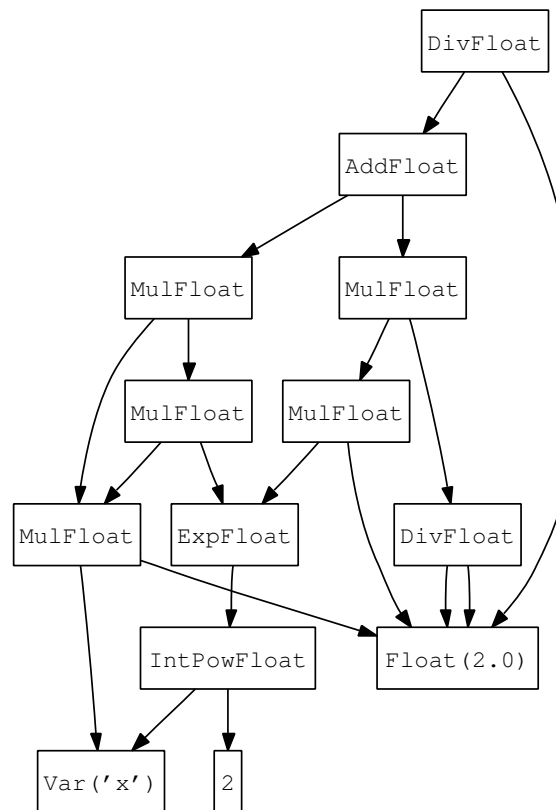 DivFloat
AddFloat
MulFloat
MulFloat
MulFloat
MulFloat
MulFloat
ExpFloat
DivFloat
IntPowFloat
Float(2.0)
Var('x')
2